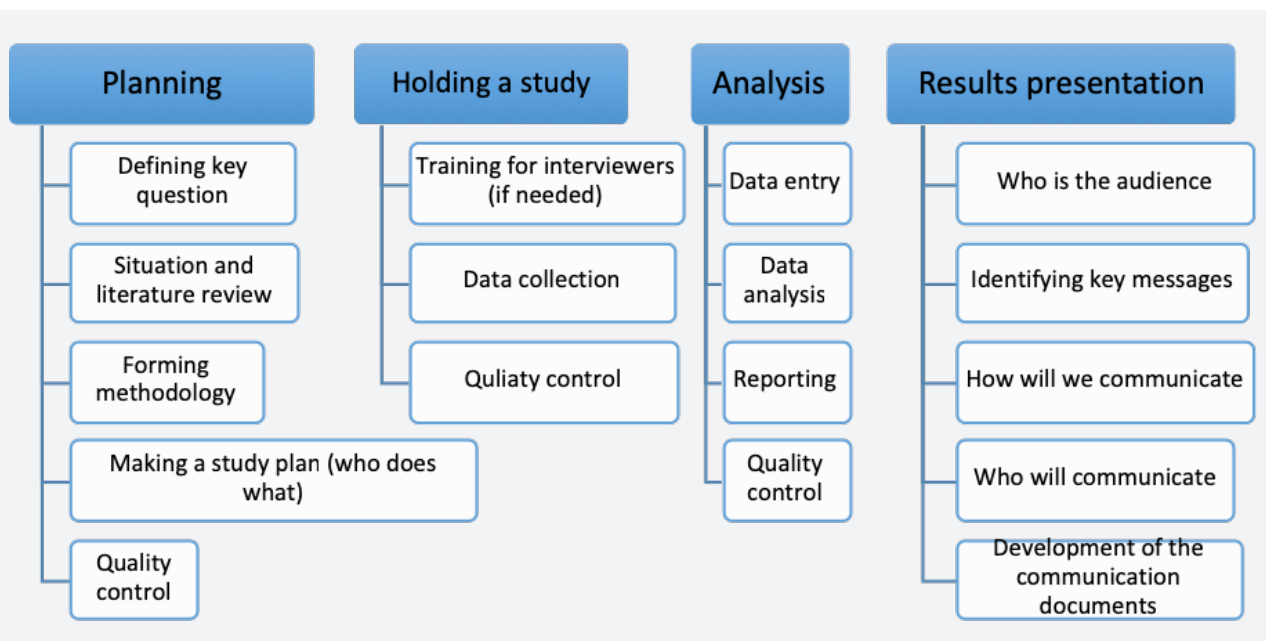 Planning
Defining key
question
Situation and
literature review
Forming
methodology
Making a study plan (who does
what)
Quality
control
Holding a study
Training for interviewers
(if needed)
Data collection
Quliaty control
Analysis
Data entry
Data
analysis
Reporting
Quality
control
Results presentation
Who is the audience
Identifying key messages
How will we communicate
Who will communicate
Development of the
communication
documents